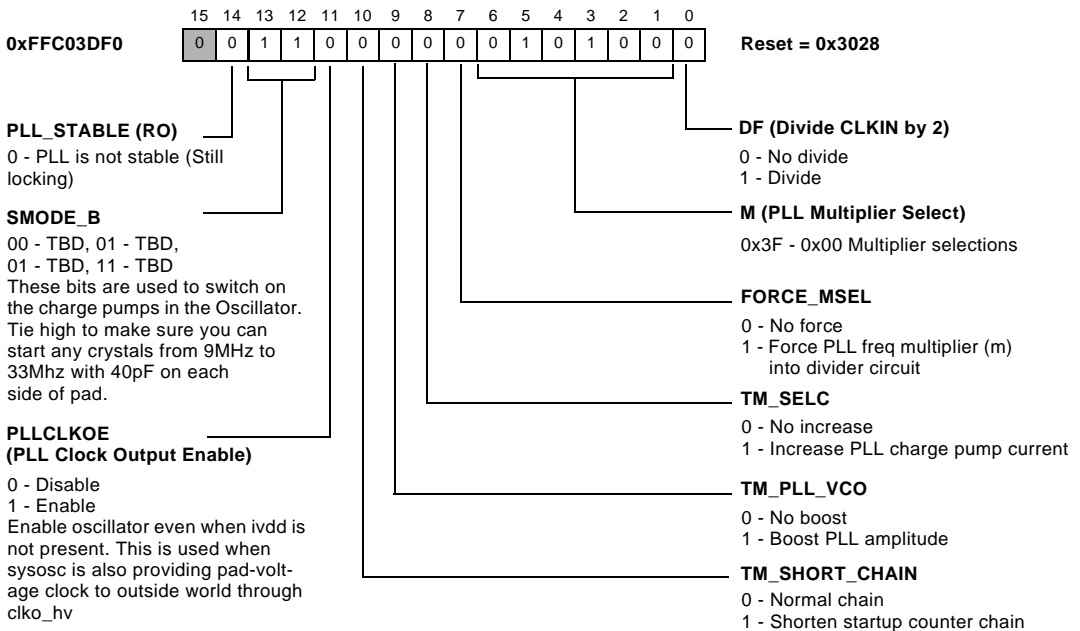 15 14 13 12 11 10 9 8 7 6 5 4 3 2 1 0
0xFFC03DF0
0 0 1 1 0 0 0 0 0 0 1 0 1 0 0 0
Reset = 0x3028
PLL_STABLE (RO)
0 - PLL is not stable (Still
locking)
SMODE_B
00 - TBD, 01 - TBD,
01 - TBD, 11 - TBD
These bits are used to switch on
the charge pumps in the Oscillator.
Tie high to make sure you can
start any crystals from 9MHz to
33Mhz with 40pF on each
side of pad.
PLLCLKOE
(PLL Clock Output Enable)
0 - Disable
1 - Enable
Enable oscillator even when ivdd is
not present. This is used when
sysosc is also providing pad-volt-
age clock to outside world through
clko_hv
DF (Divide CLKIN by 2)
0 - No divide
1 - Divide
M (PLL Multiplier Select)
0x3F - 0x00 Multiplier selections
FORCE_MSEL
0 - No force
1 - Force PLL freq multiplier (m)
into divider circuit
TM_SELC
0 - No increase
1 - Increase PLL charge pump current
TM_PLL_VCO
0 - No boost
1 - Boost PLL amplitude
TM_SHORT_CHAIN
0 - Normal chain
1 - Shorten startup counter chain